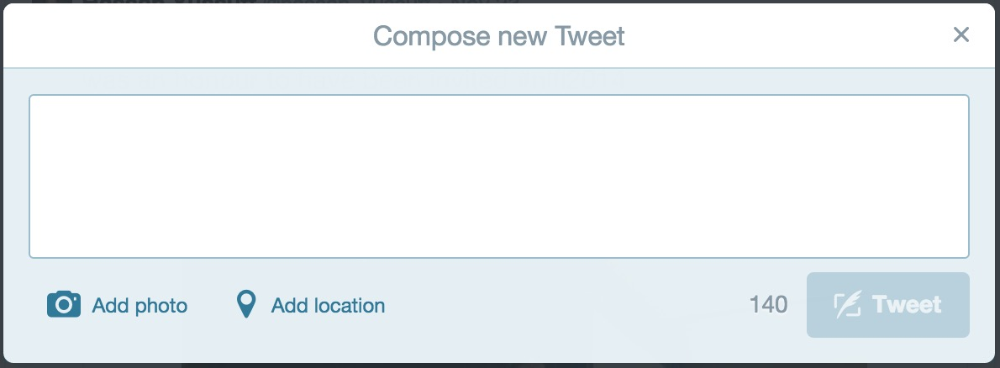 Compose new Tweet
Add photo
Add location
140
Tweet